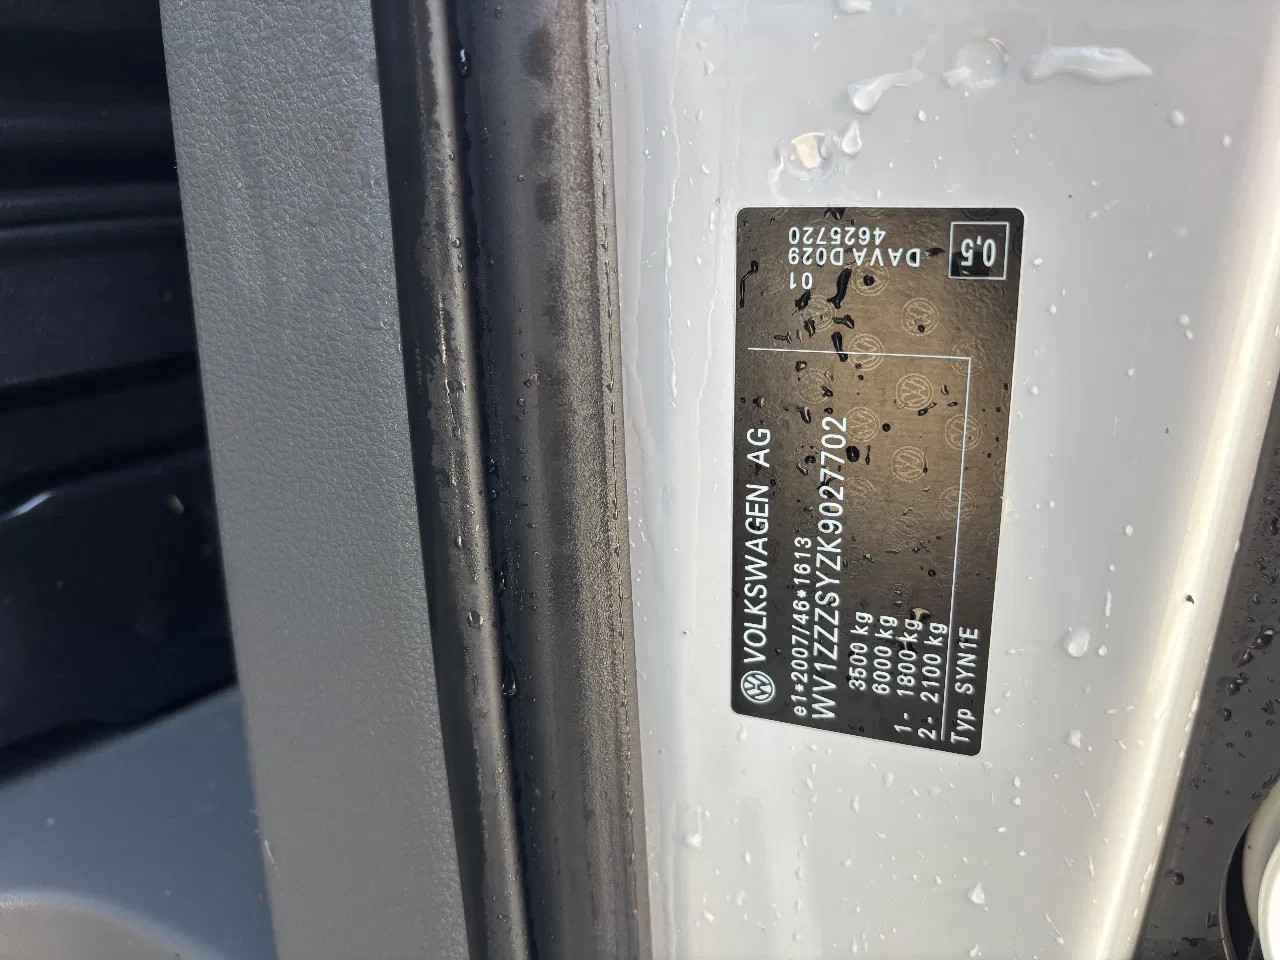 VOLKSWAGEN AG
e1*2007/46*1613
WV1ZZZSYZK9027702
3500 kg
6000 kg
1- 1800 kg
2- 2100 kg
Typ SYN1E
01
DAVA D029
4625720
0,5